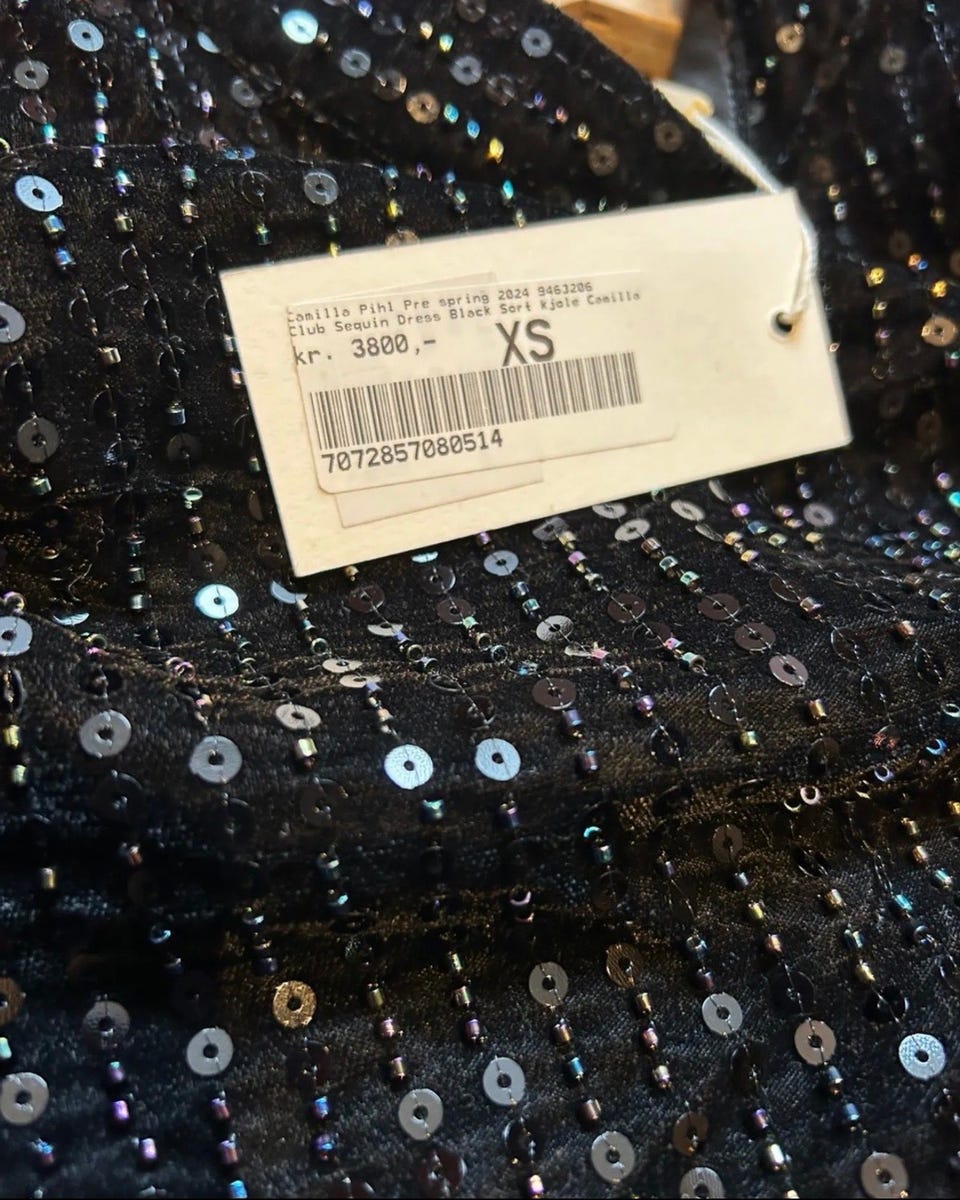 Camilla Pihl Pre spring 2024 9463206
Club Sequin Dress Black Sort Kjole Camilla
kr. 3800,-
XS
7072857080514